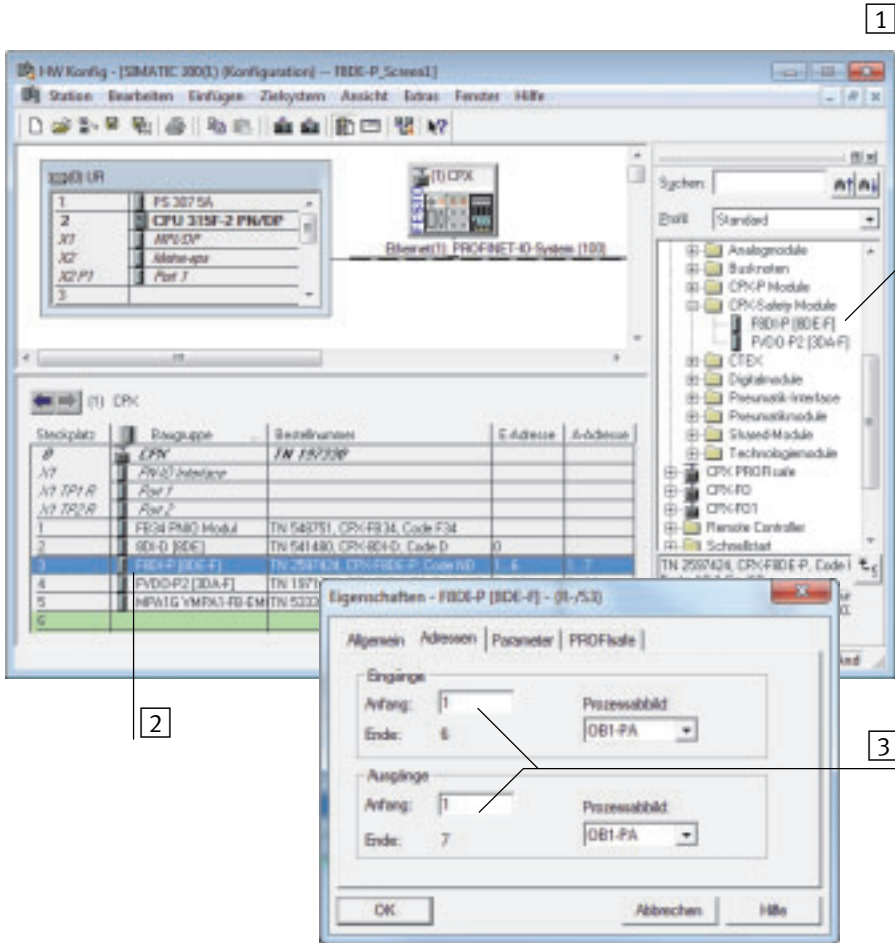 1
HW Konfig - [SIMATIC 300(1) (Konfiguration) -- F8DE-P_Screen1]
Station Bearbeiten Einfügen Zielsystem Ansicht Extras Fenster Hilfe
(0) UR
1 PS 307 5A
2 CPU 315F-2 PN/DP
X1 MPI/DP
X2
X2 P1 Port 1
3
(1) CPX
Ethernet(1): PROFINET-IO-System (100)
Suchen:
Profil: Standard
Analogmodule
Busknoten
CPX-P Module
CPX-Safety Module
F8DI-P [8DE-F]
FVDO-P2 [3DA-F]
CTEX
Digitalmodule
Pneumatik-Interface
Pneumatikmodule
Shared-Module
Technologiemodule
CPX PROFIsafe
CPX-FO
CPX-FO1
Remote Controller
Schnellstart
TN 2597424, CPX-F8DE-P, Code
(1) CPX
Steckplatz Baugruppe ... Bestellnummer E-Adresse A-Adresse
0 CPX TN 197330
X1 PN-IO Interface
X1 TP1 R Port 1
X1 TP2 R Port 2
1 FB34 PNIO Modul TN 548751, CPX-FB34, Code F34
2 8DI-D [8DE] TN 541480, CPX-8DI-D, Code D 0
3 F8DI-P [8DE-F] TN 2597424, CPX-F8DE-P, Code ND 1...6 1...7
4 FVDO-P2 [3DA-F] TN 1971
5 MPA1G VMPA1-FB-EM TN 5333
6
2
Eigenschaften - F8DI-P [8DE-F] - (R-/S3)
Allgemein Adressen Parameter PROFIsafe
Eingänge
Anfang: 1 Prozessabbild:
Ende: 6 OB1-PA
3
Ausgänge
Anfang: 1 Prozessabbild:
Ende: 7 OB1-PA
OK Abbrechen Hilfe